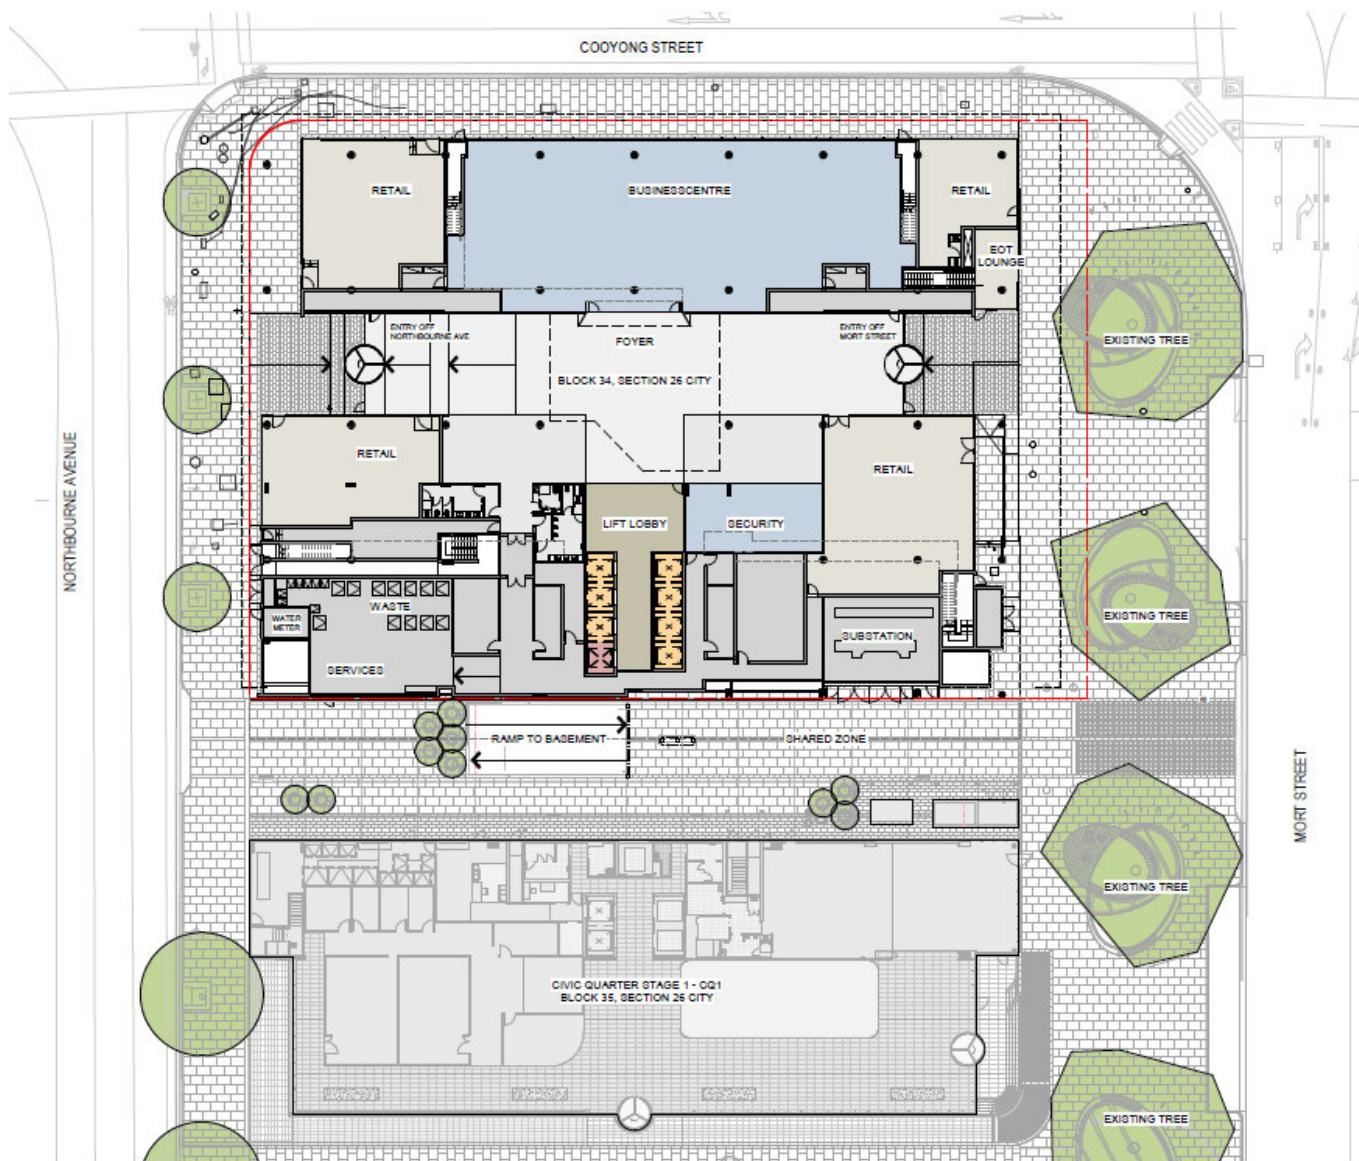 COOYONG STREET
RETAIL
BUSINESSCENTRE
RETAIL
EOT
LOUNGE
ENTRY OFF
NORTHBOURNE AVE
FOYER
ENTRY OFF
MORT STREET
EXISTING TREE
BLOCK 34, SECTION 26 CITY
NORTHBOURNE AVENUE
RETAIL
RETAIL
LIFT LOBBY
SECURITY
WASTE
WATER
METER
SUBSTATION
EXISTING TREE
SERVICES
RAMP TO BASEMENT
SHARED ZONE
MORT STREET
EXISTING TREE
CIVIC QUARTER STAGE 1 - CQ1
BLOCK 35, SECTION 26 CITY
EXISTING TREE